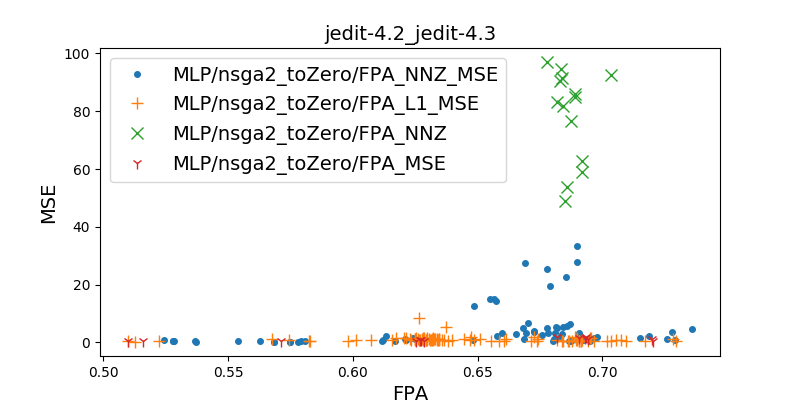 jedit-4.2_jedit-4.3
100
80
60
40
20
0
MSE
MLP/nsga2_toZero/FPA_NNZ_MSE
MLP/nsga2_toZero/FPA_L1_MSE
MLP/nsga2_toZero/FPA_NNZ
MLP/nsga2_toZero/FPA_MSE
0.50 0.55 0.60 0.65 0.70
FPA